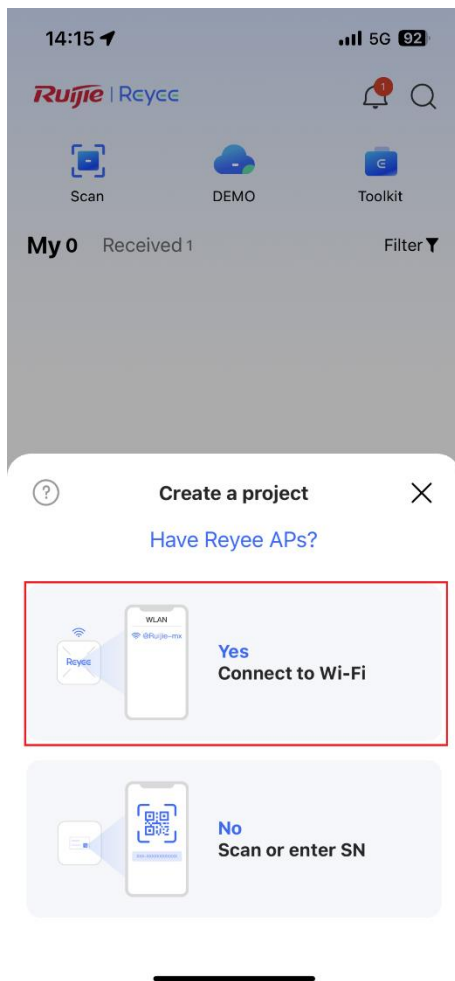 14:15
5G 92
Ruijie | Reyee
1
Scan
DEMO
Toolkit
My 0
Received 1
Filter
?
Create a project
Have Reyee APs?
WLAN
@Ruijie-mx
Reyee
Yes
Connect to Wi-Fi
No
Scan or enter SN